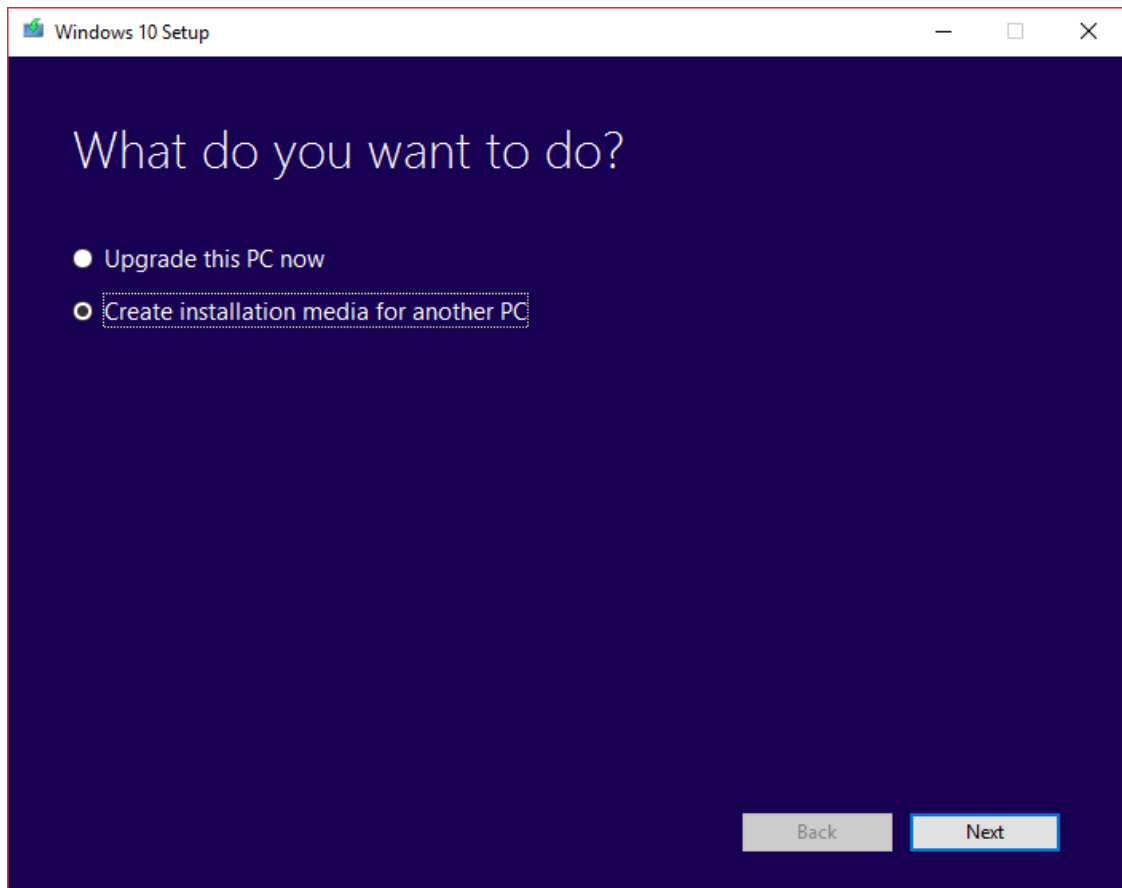 Windows 10 Setup
What do you want to do?
Upgrade this PC now
Create installation media for another PC
Back
Next